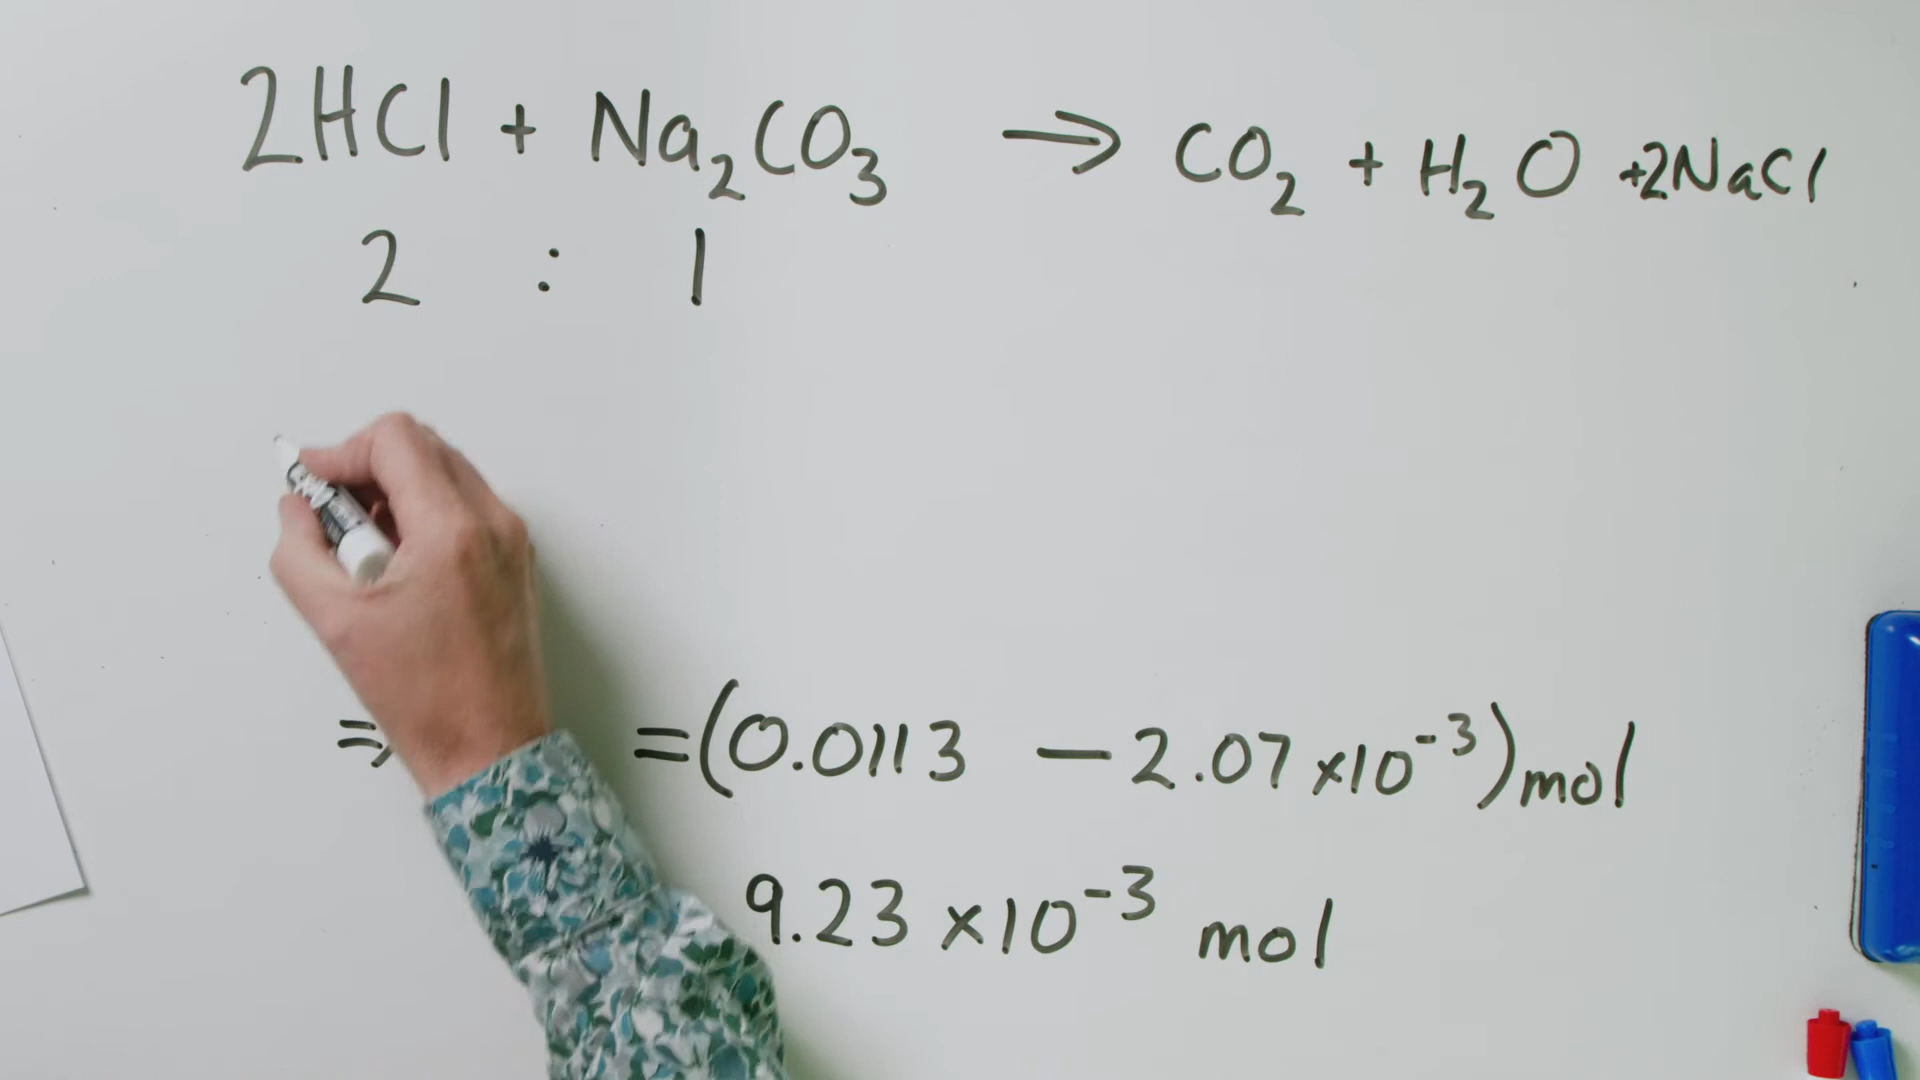 2HCl + Na₂CO₃ → CO₂ + H₂O +2NaCl
2 : 1
⇒ =(0.0113 − 2.07 ×10⁻³) mol
9.23 ×10⁻³ mol